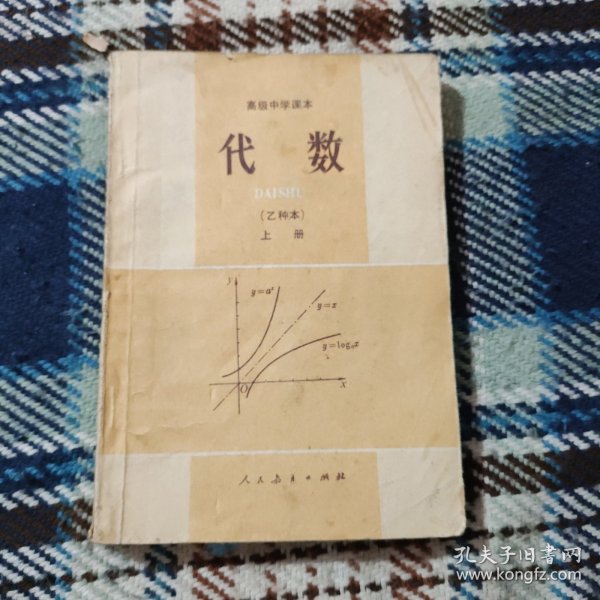 高级中学课本
代数
DAISHU
(乙种本)
上册
y
y=aˣ
y=x
y=logₐx
O
x
人民教育出版社
孔夫子旧书网
www.kongfz.com